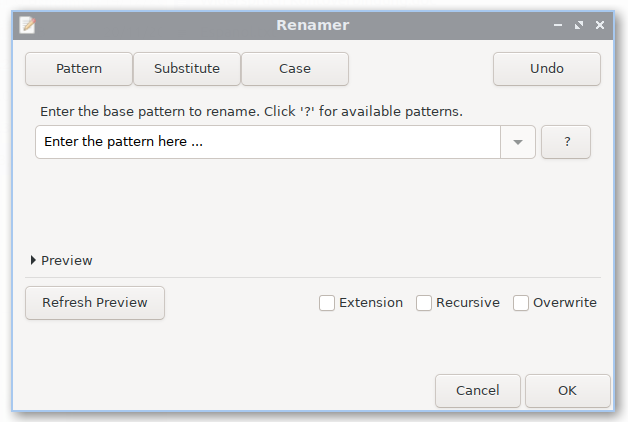 Renamer
Pattern Substitute Case Undo
Enter the base pattern to rename. Click '?' for available patterns.
Enter the pattern here ... ?
Preview
Refresh Preview Extension Recursive Overwrite
Cancel OK